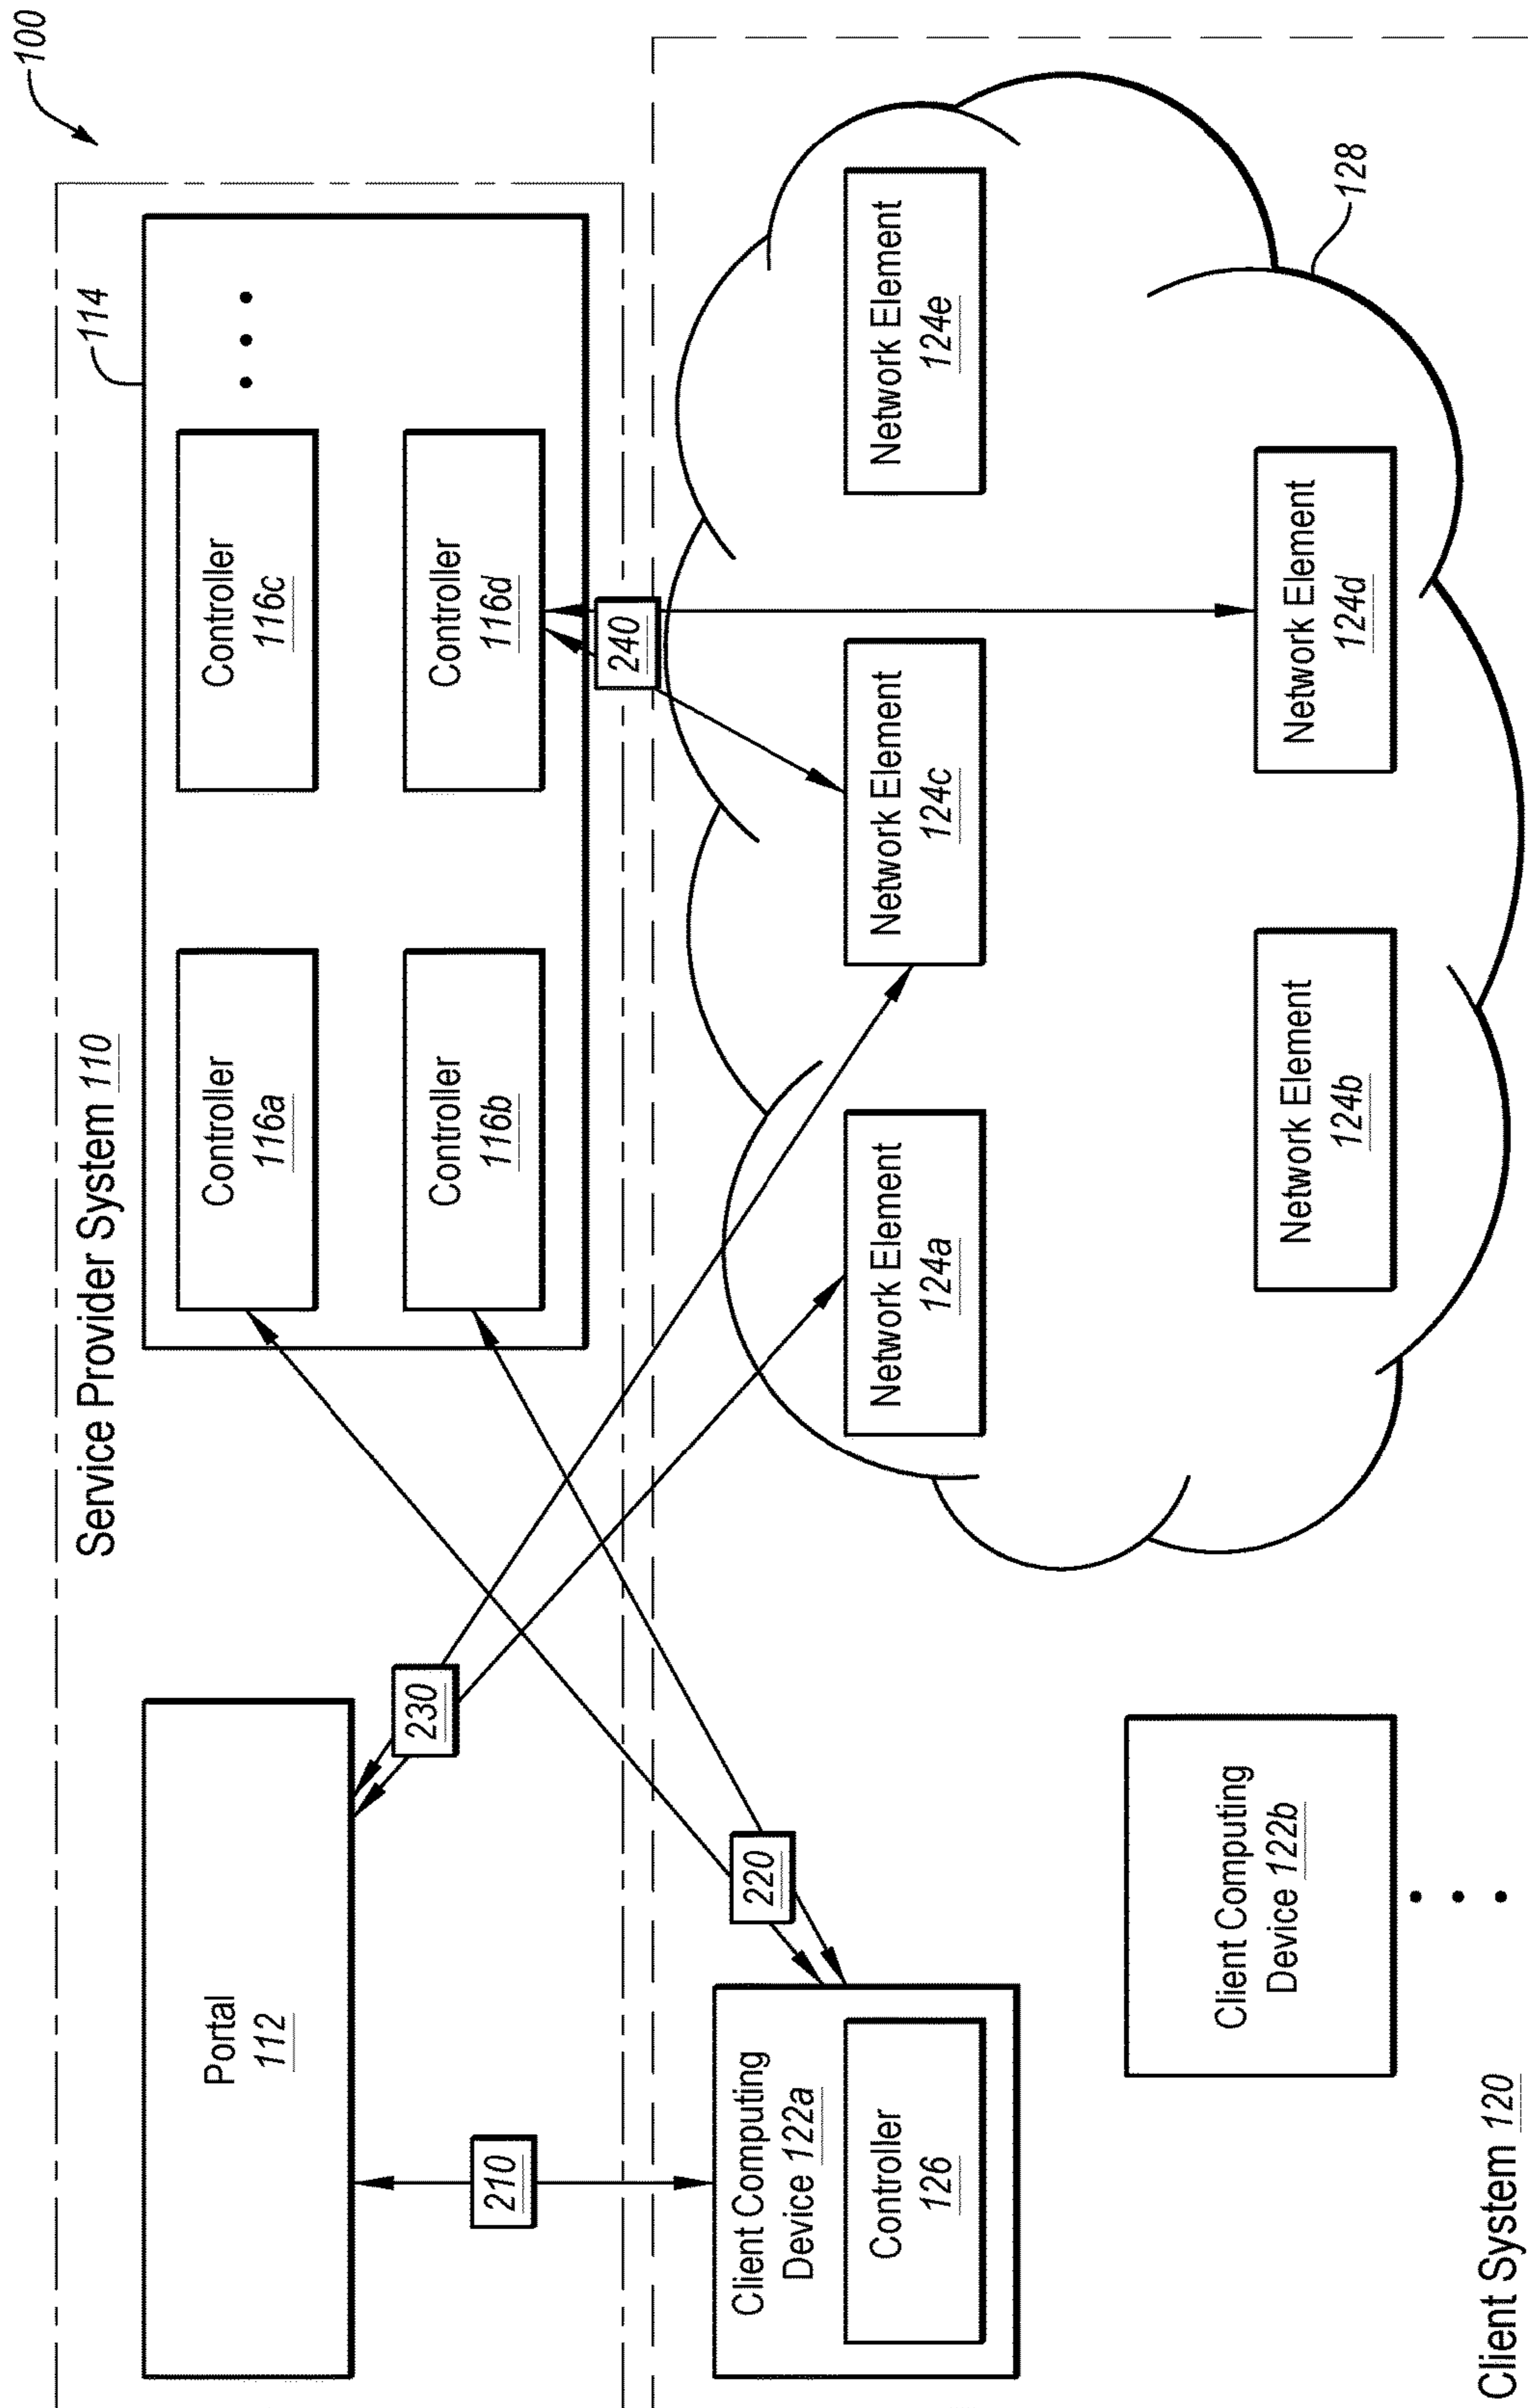 100
Service Provider System 110
114
Portal
112
Controller
116a
Controller
116c
Controller
116b
Controller
116d
230
240
210
220
Client Computing
Device 122a
Controller
126
Network Element
124a
Network Element
124c
Network Element
124e
Client Computing
Device 122b
Network Element
124b
Network Element
124d
128
Client System 120